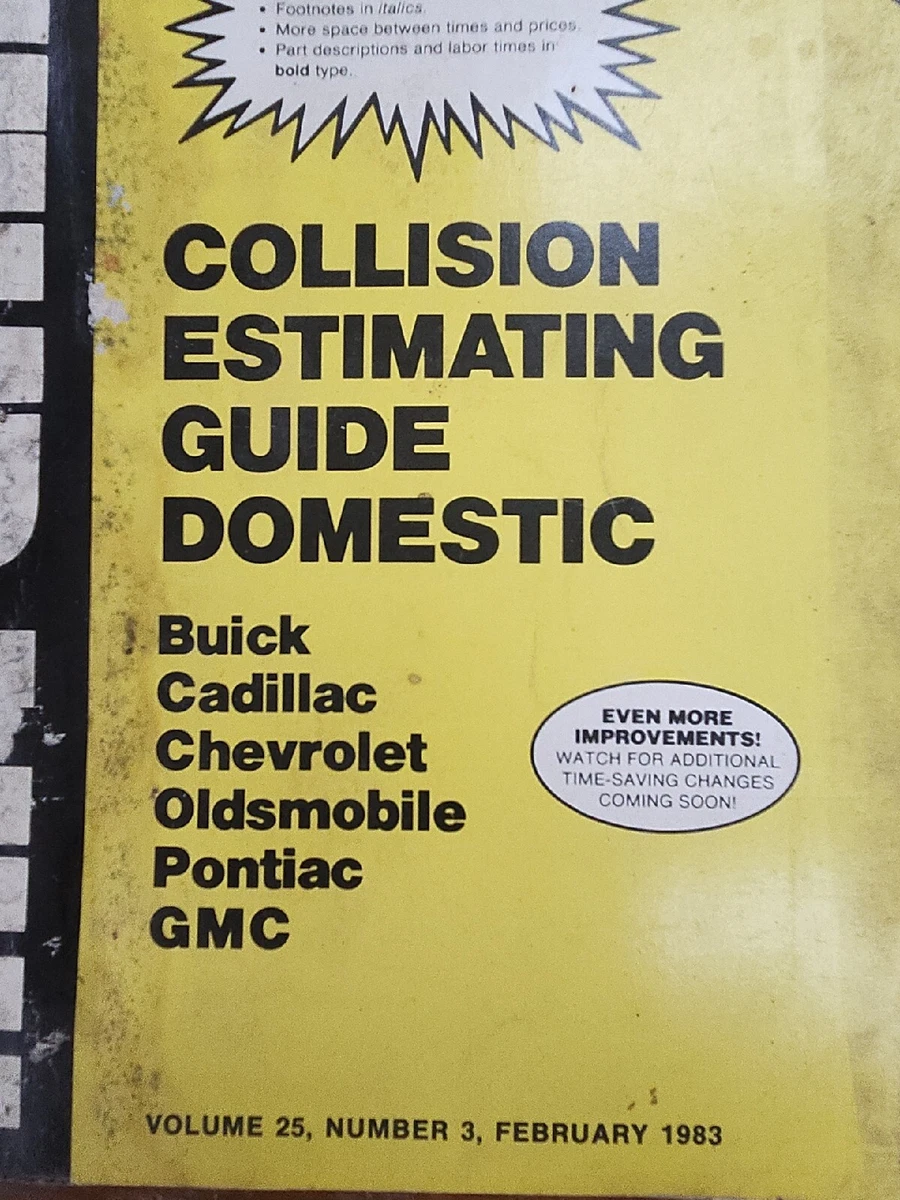 • Footnotes in italics.
• More space between times and prices.
• Part descriptions and labor times in
bold type.
COLLISION
ESTIMATING
GUIDE
DOMESTIC
Buick
Cadillac
Chevrolet
Oldsmobile
Pontiac
GMC
EVEN MORE
IMPROVEMENTS!
WATCH FOR ADDITIONAL
TIME-SAVING CHANGES
COMING SOON!
VOLUME 25, NUMBER 3, FEBRUARY 1983